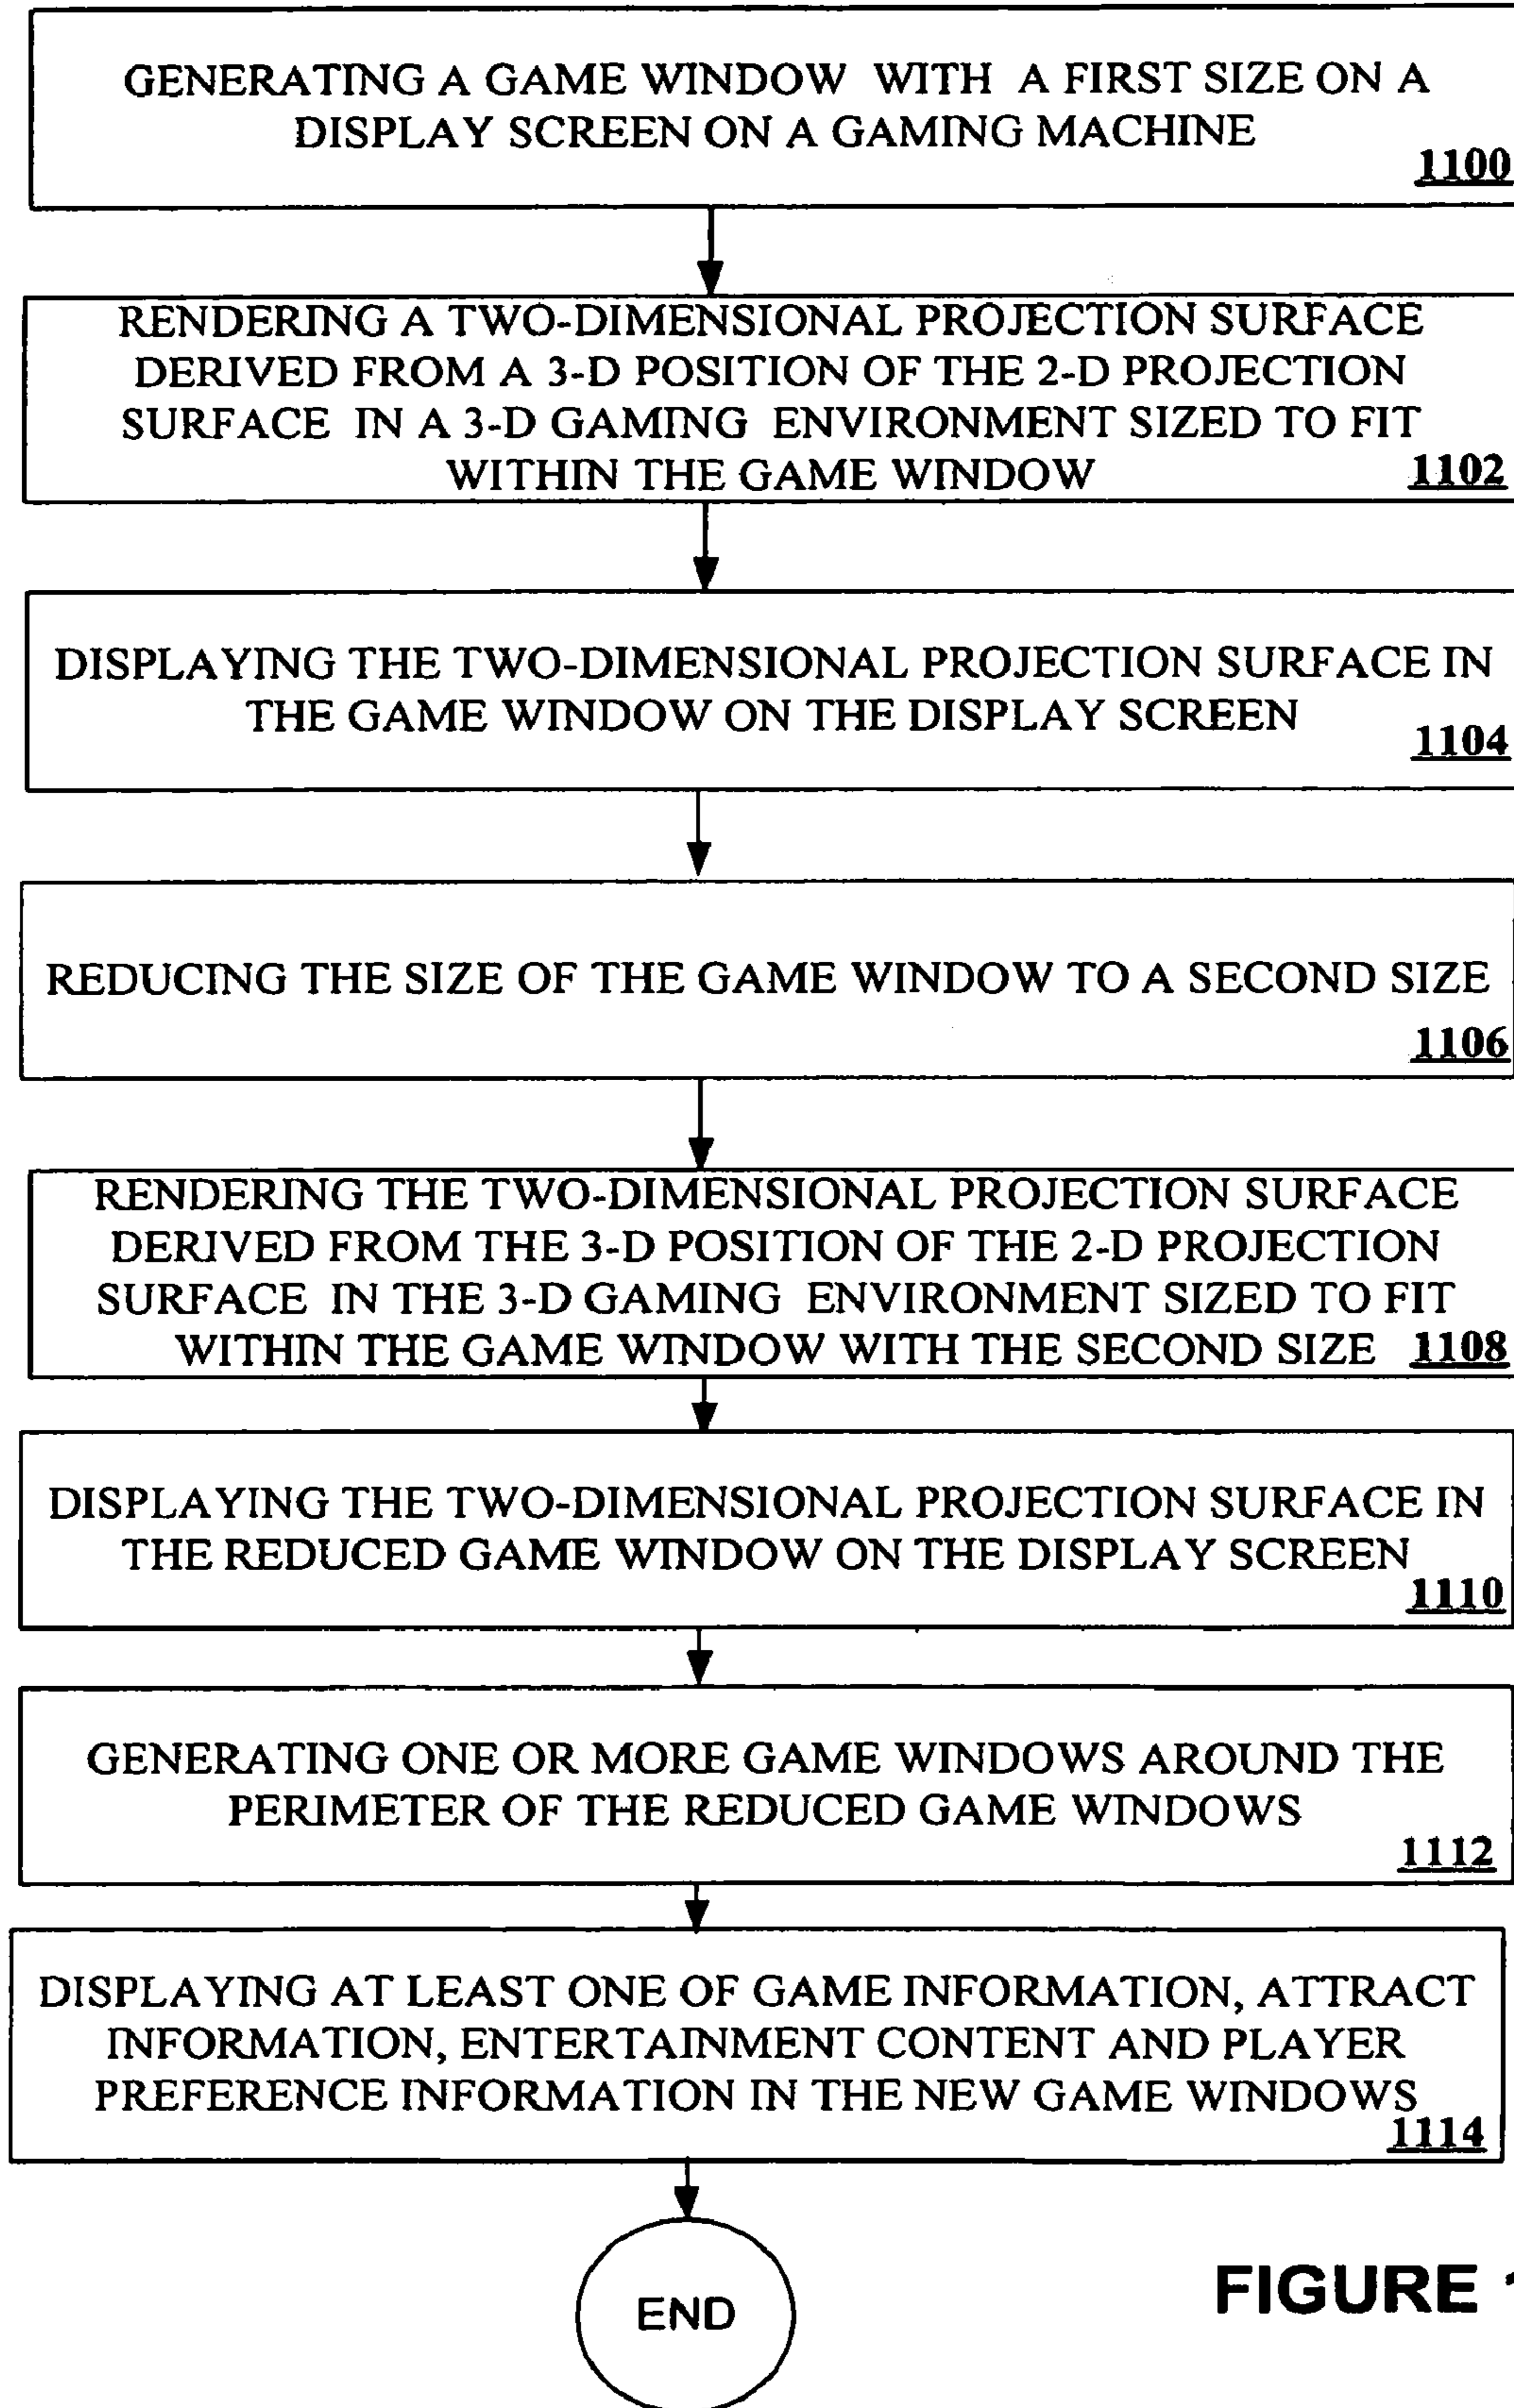 GENERATING A GAME WINDOW WITH A FIRST SIZE ON A
DISPLAY SCREEN ON A GAMING MACHINE
1100
RENDERING A TWO-DIMENSIONAL PROJECTION SURFACE
DERIVED FROM A 3-D POSITION OF THE 2-D PROJECTION
SURFACE IN A 3-D GAMING ENVIRONMENT SIZED TO FIT
WITHIN THE GAME WINDOW 1102
DISPLAYING THE TWO-DIMENSIONAL PROJECTION SURFACE IN
THE GAME WINDOW ON THE DISPLAY SCREEN
1104
REDUCING THE SIZE OF THE GAME WINDOW TO A SECOND SIZE
1106
RENDERING THE TWO-DIMENSIONAL PROJECTION SURFACE
DERIVED FROM THE 3-D POSITION OF THE 2-D PROJECTION
SURFACE IN THE 3-D GAMING ENVIRONMENT SIZED TO FIT
WITHIN THE GAME WINDOW WITH THE SECOND SIZE 1108
DISPLAYING THE TWO-DIMENSIONAL PROJECTION SURFACE IN
THE REDUCED GAME WINDOW ON THE DISPLAY SCREEN
1110
GENERATING ONE OR MORE GAME WINDOWS AROUND THE
PERIMETER OF THE REDUCED GAME WINDOWS
1112
DISPLAYING AT LEAST ONE OF GAME INFORMATION, ATTRACT
INFORMATION, ENTERTAINMENT CONTENT AND PLAYER
PREFERENCE INFORMATION IN THE NEW GAME WINDOWS
1114
END
FIGURE